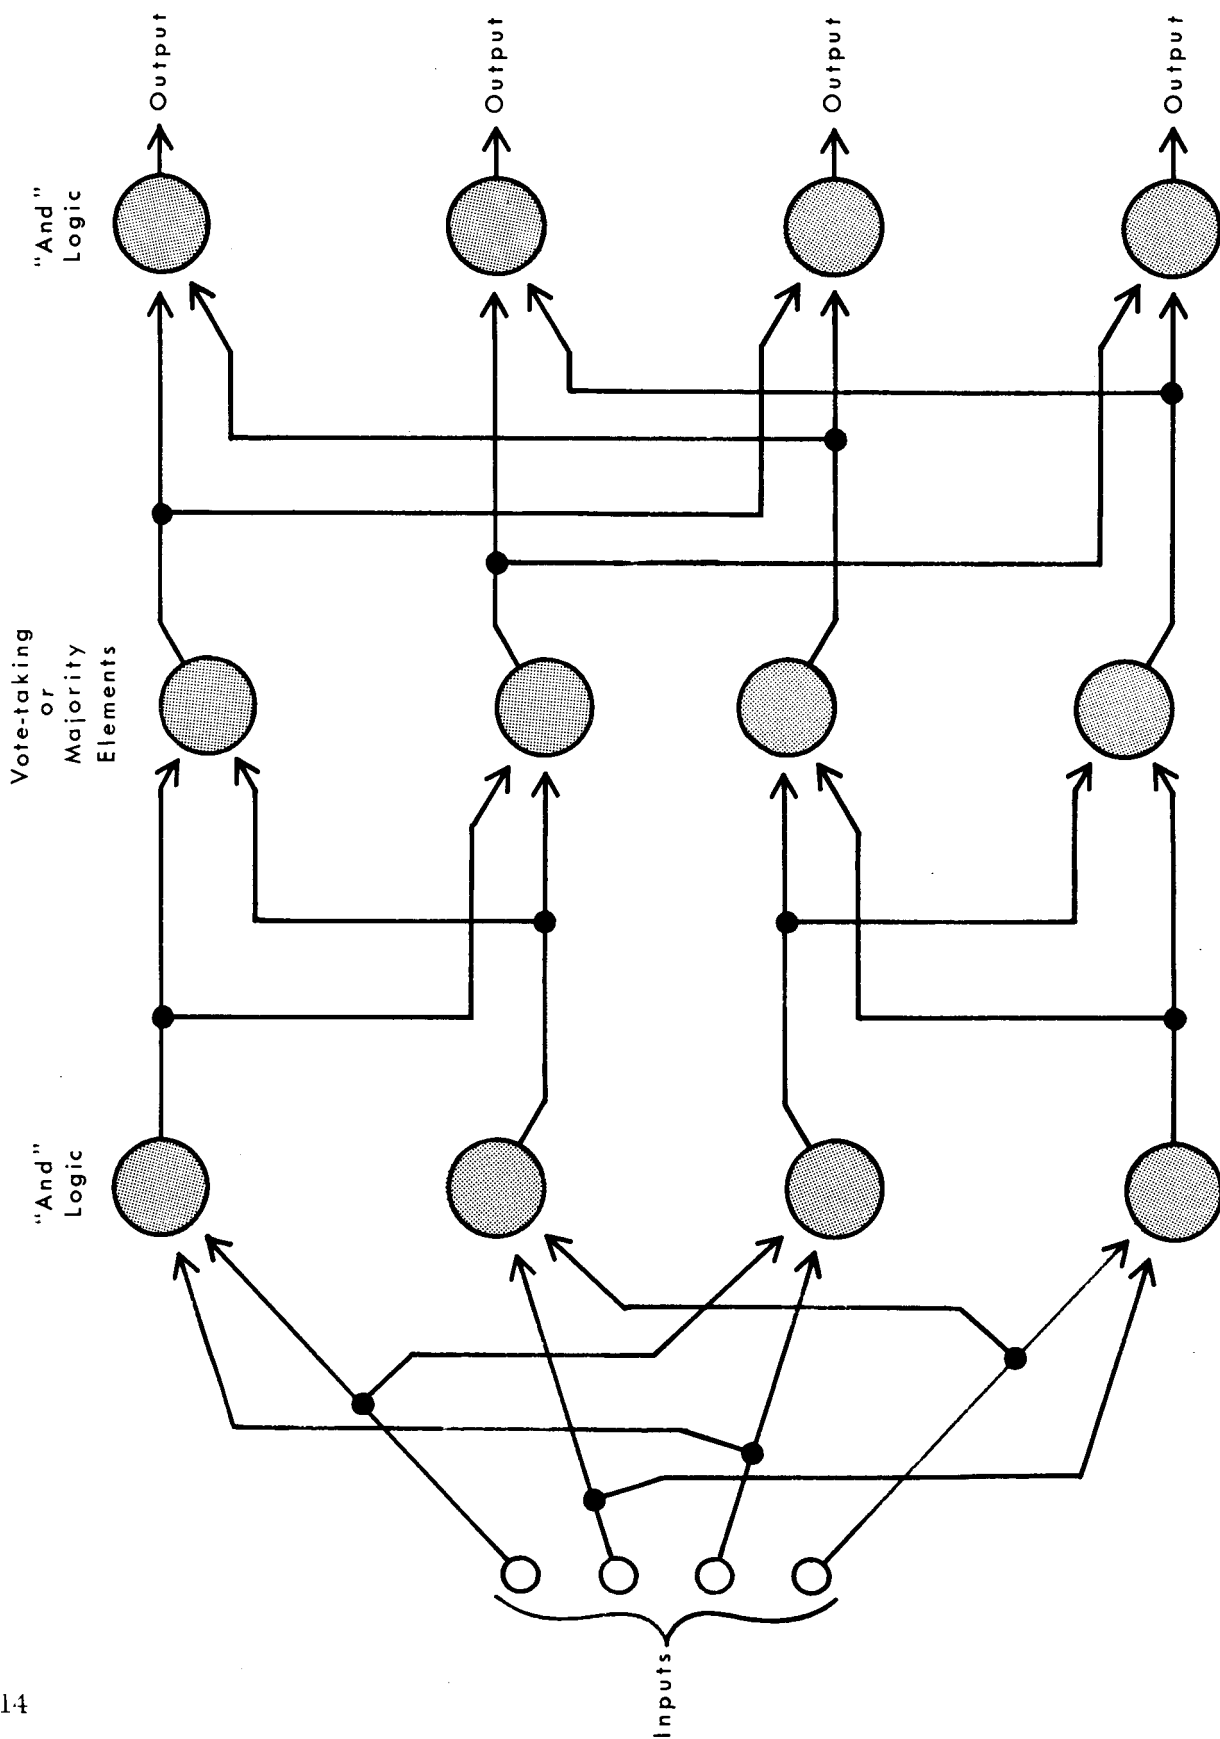 "And"
Logic
Vote-taking
or
Majority
Elements
"And"
Logic
Output
Output
Output
Output
Inputs
14